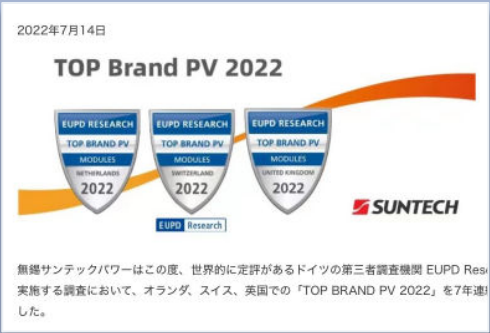 2022年7月14日
TOP Brand PV 2022
EUPD RESEARCH
TOP BRAND PV
MODULES
NETHERLANDS
2022
EUPD RESEARCH
TOP BRAND PV
MODULES
SWITZERLAND
2022
EUPD RESEARCH
TOP BRAND PV
MODULES
UNITED KINGDOM
2022
EUPD Research
SUNTECH
無錫サンテックパワーはこの度、世界的に定評があるドイツの第三者調査機関 EUPD Res
実施する調査において、オランダ、スイス、英国での「TOP BRAND PV 2022」を7年連
した。